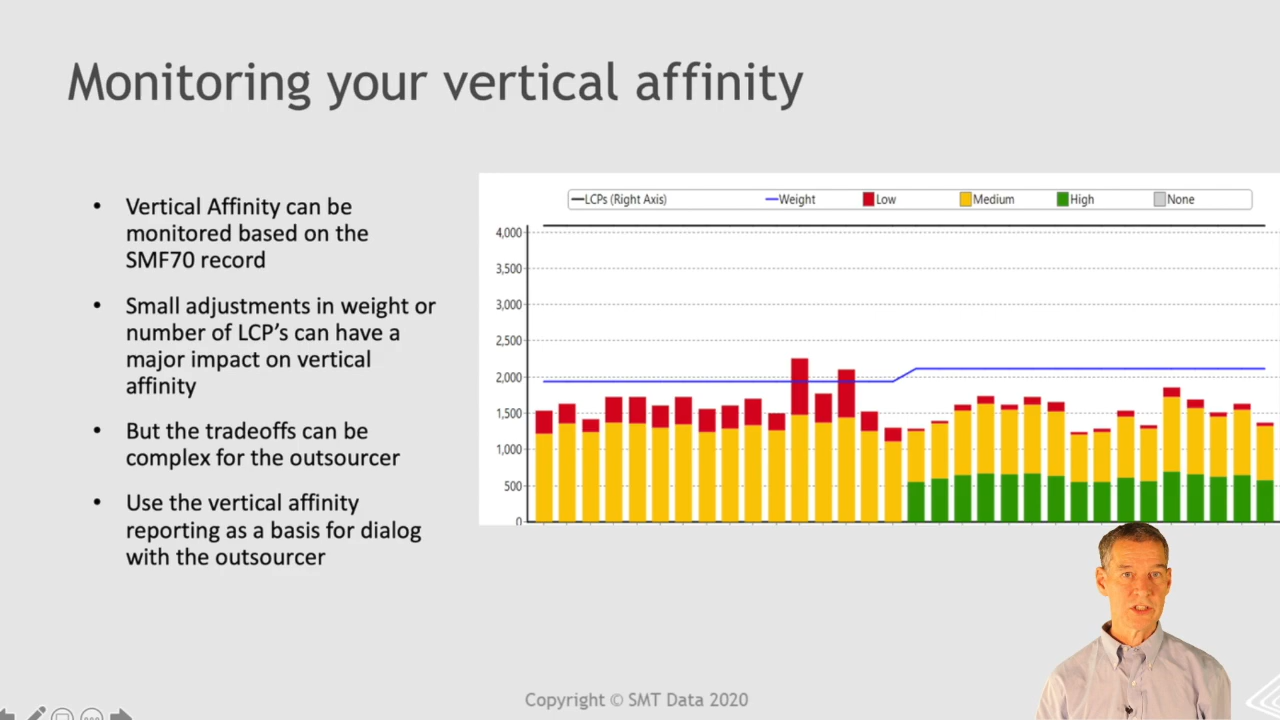 Monitoring your vertical affinity
• Vertical Affinity can be
monitored based on the
SMF70 record
• Small adjustments in weight or
number of LCP’s can have a
major impact on vertical
affinity
• But the tradeoffs can be
complex for the outsourcer
• Use the vertical affinity
reporting as a basis for dialog
with the outsourcer
LCPs (Right Axis) Weight Low Medium High None
4,000
3,500
3,000
2,500
2,000
1,500
1,000
500
0
Copyright © SMT Data 2020